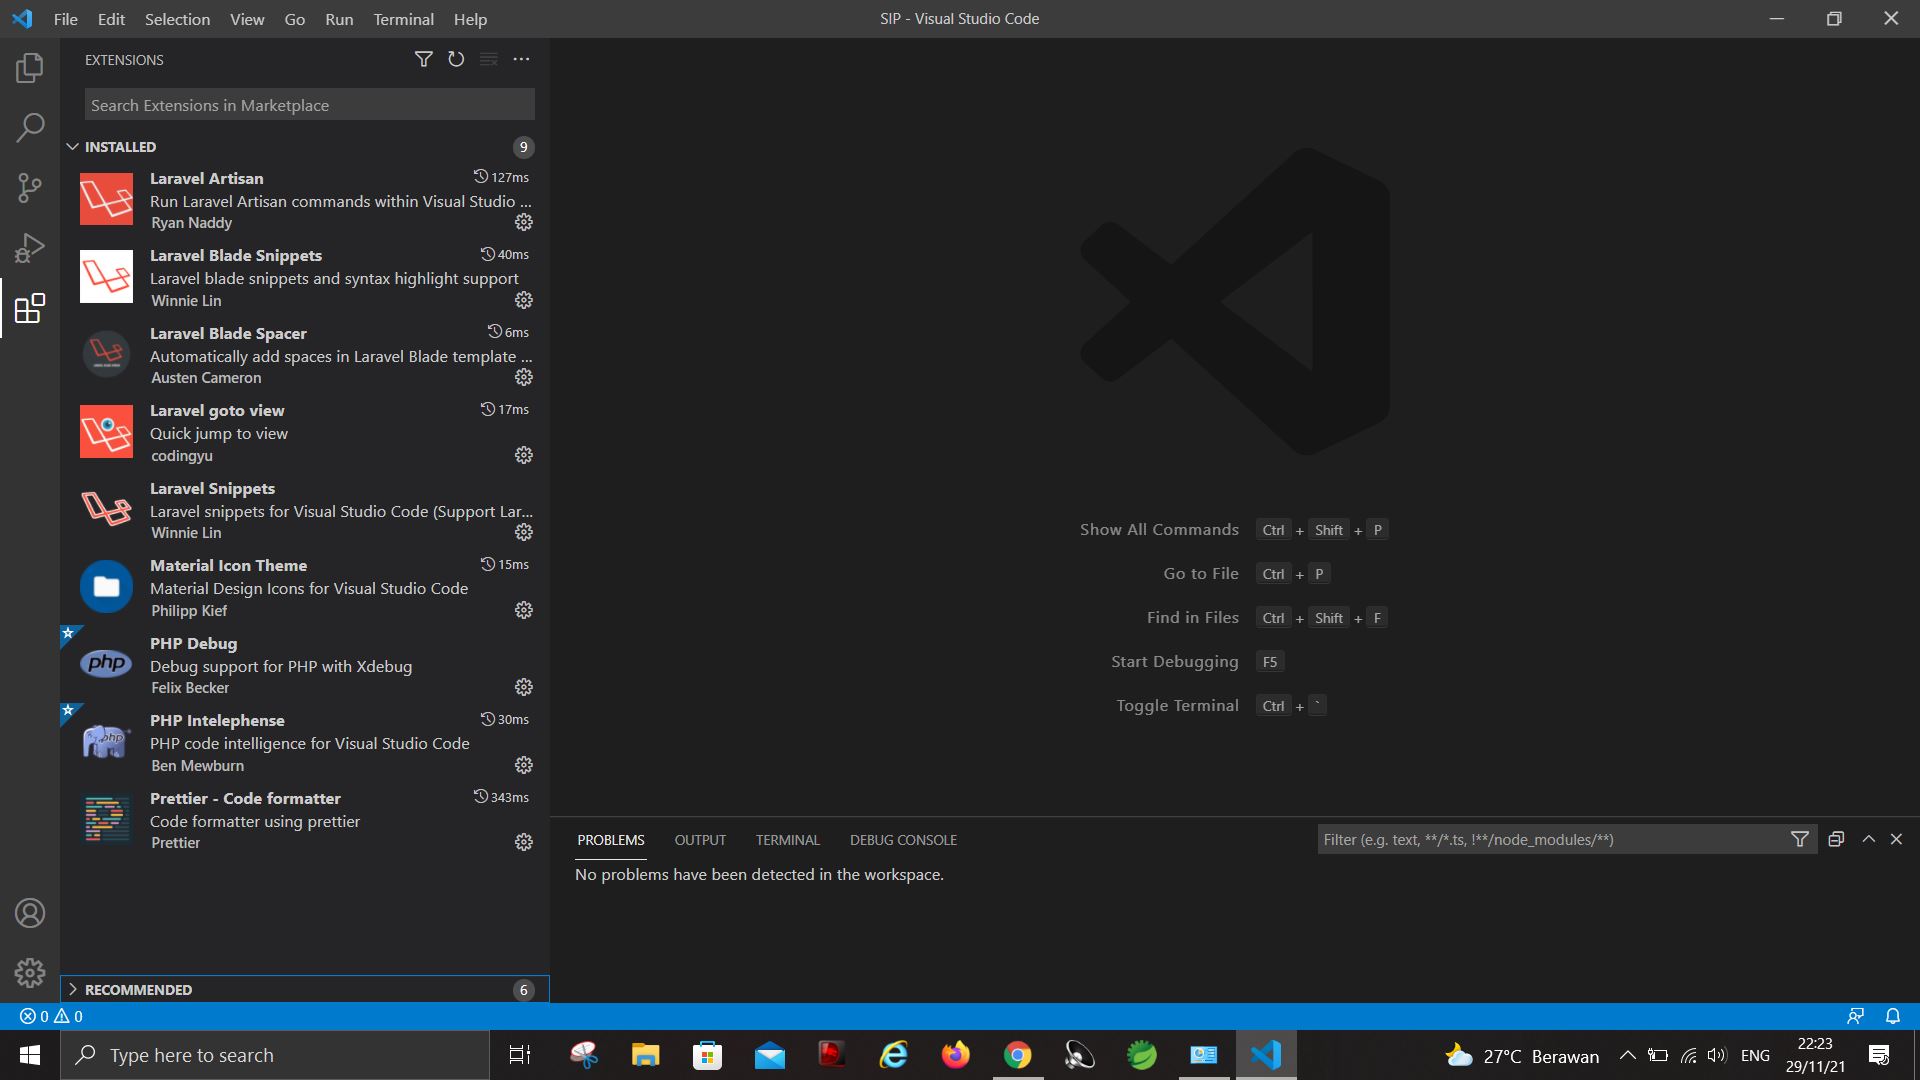 File Edit Selection View Go Run Terminal Help
SIP - Visual Studio Code
EXTENSIONS
Search Extensions in Marketplace
INSTALLED 9
Laravel Artisan 127ms
Run Laravel Artisan commands within Visual Studio ...
Ryan Naddy
Laravel Blade Snippets 40ms
Laravel blade snippets and syntax highlight support
Winnie Lin
Laravel Blade Spacer 6ms
Automatically add spaces in Laravel Blade template ...
Austen Cameron
Laravel goto view 17ms
Quick jump to view
codingyu
Laravel Snippets
Laravel snippets for Visual Studio Code (Support Lar...
Winnie Lin
Material Icon Theme 15ms
Material Design Icons for Visual Studio Code
Philipp Kief
php
PHP Debug
Debug support for PHP with Xdebug
Felix Becker
php
PHP Intelephense 30ms
PHP code intelligence for Visual Studio Code
Ben Mewburn
Prettier - Code formatter 343ms
Code formatter using prettier
Prettier
RECOMMENDED 6
Show All Commands Ctrl + Shift + P
Go to File Ctrl + P
Find in Files Ctrl + Shift + F
Start Debugging F5
Toggle Terminal Ctrl + `
PROBLEMS OUTPUT TERMINAL DEBUG CONSOLE
Filter (e.g. text, **/*.ts, !**/node_modules/**)
No problems have been detected in the workspace.
0 0
Type here to search
27°C Berawan
ENG
22:23
29/11/21